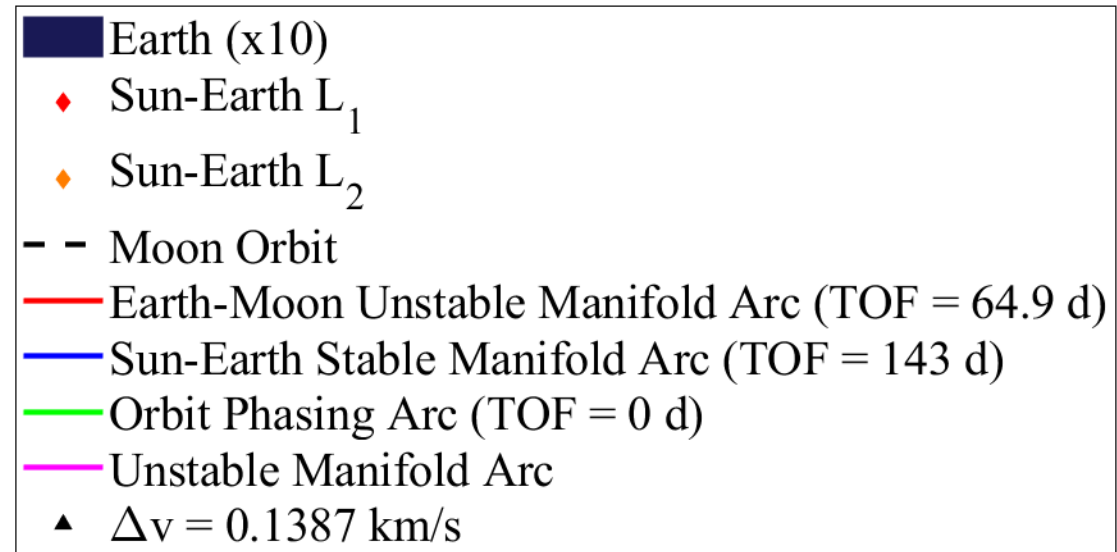 Earth (x10)
Sun-Earth L₁
Sun-Earth L₂
Moon Orbit
Earth-Moon Unstable Manifold Arc (TOF = 64.9 d)
Sun-Earth Stable Manifold Arc (TOF = 143 d)
Orbit Phasing Arc (TOF = 0 d)
Unstable Manifold Arc
Δv = 0.1387 km/s